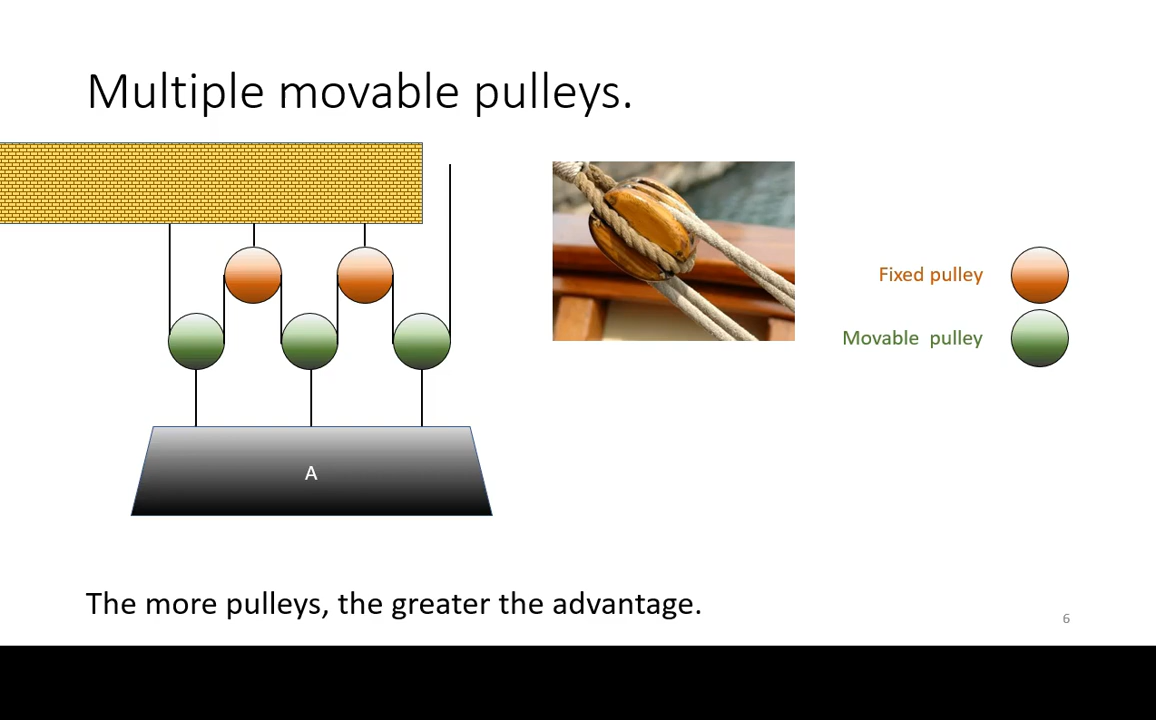 Multiple movable pulleys.
Fixed pulley
Movable pulley
A
The more pulleys, the greater the advantage.
6